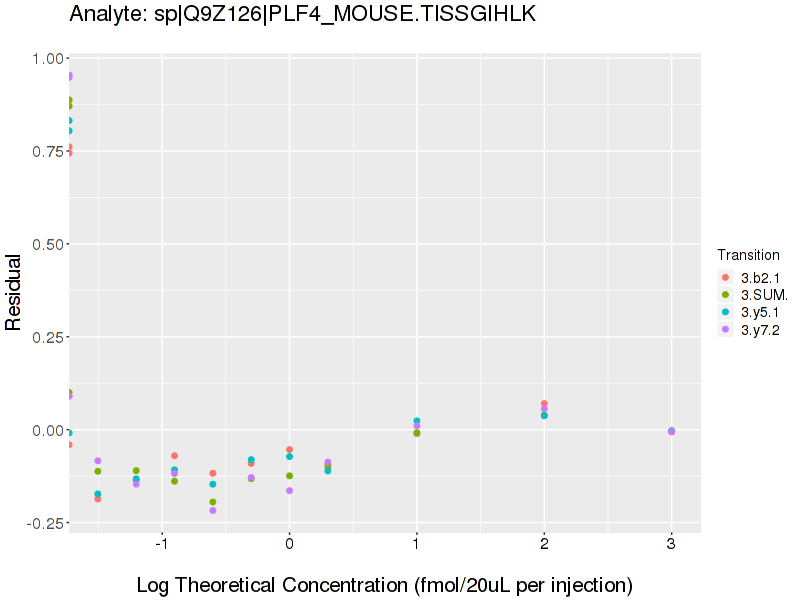 Analyte: sp|Q9Z126|PLF4_MOUSE.TISSGIHLK
1.00
0.75
0.50
0.25
0.00
-0.25
Residual
-1
0
1
2
3
Log Theoretical Concentration (fmol/20uL per injection)
Transition
3.b2.1
3.SUM.
3.y5.1
3.y7.2